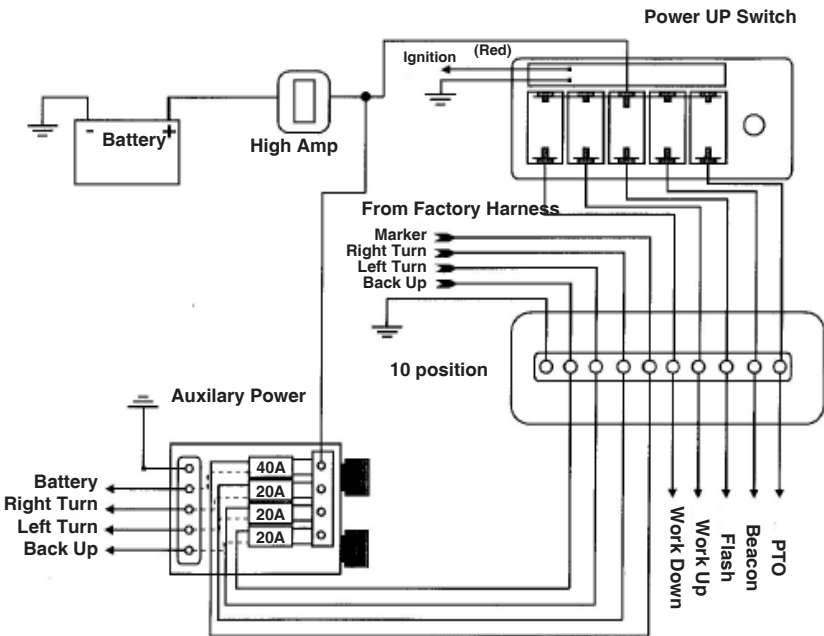 Power UP Switch
(Red)
Ignition
- Battery +
High Amp
From Factory Harness
Marker
Right Turn
Left Turn
Back Up
10 position
Auxilary Power
40A
20A
20A
20A
Battery
Right Turn
Left Turn
Back Up
Work Down
Work Up
Flash
Beacon
PTO